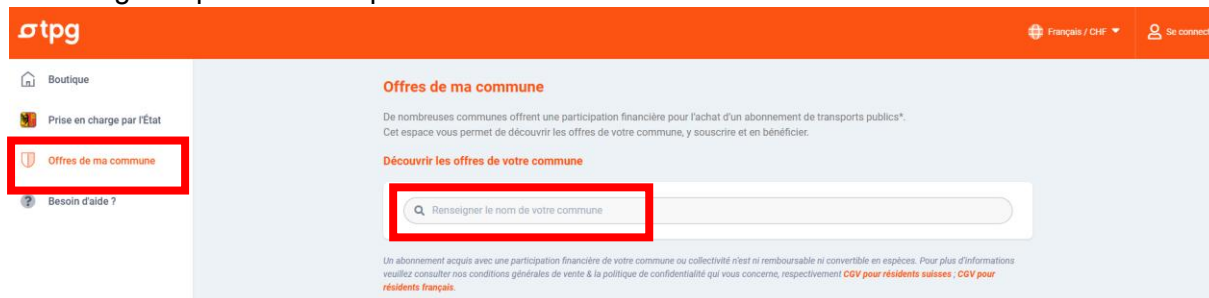 tpg
Français / CHF
Se connect
Boutique
Prise en charge par l'État
Offres de ma commune
Besoin d'aide ?
Offres de ma commune
De nombreuses communes offrent une participation financière pour l'achat d'un abonnement de transports publics*.
Cet espace vous permet de découvrir les offres de votre commune, y souscrire et en bénéficier.
Découvrir les offres de votre commune
Renseigner le nom de votre commune
Un abonnement acquis avec une participation financière de votre commune ou collectivité n'est ni remboursable ni convertible en espèces. Pour plus d'informations
veuillez consulter nos conditions générales de vente & la politique de confidentialité qui vous concerne, respectivement CGV pour résidents suisses ; CGV pour
résidents français.